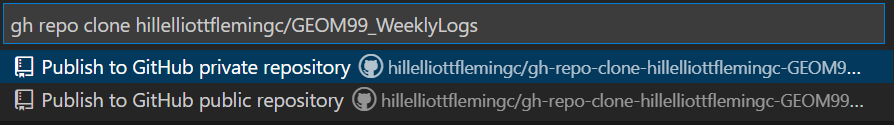 gh repo clone hillelliottflemingc/GEOM99_WeeklyLogs
Publish to GitHub private repository hillelliottflemingc/gh-repo-clone-hillelliottflemingc-GEOM9...
Publish to GitHub public repository hillelliottflemingc/gh-repo-clone-hillelliottflemingc-GEOM99...